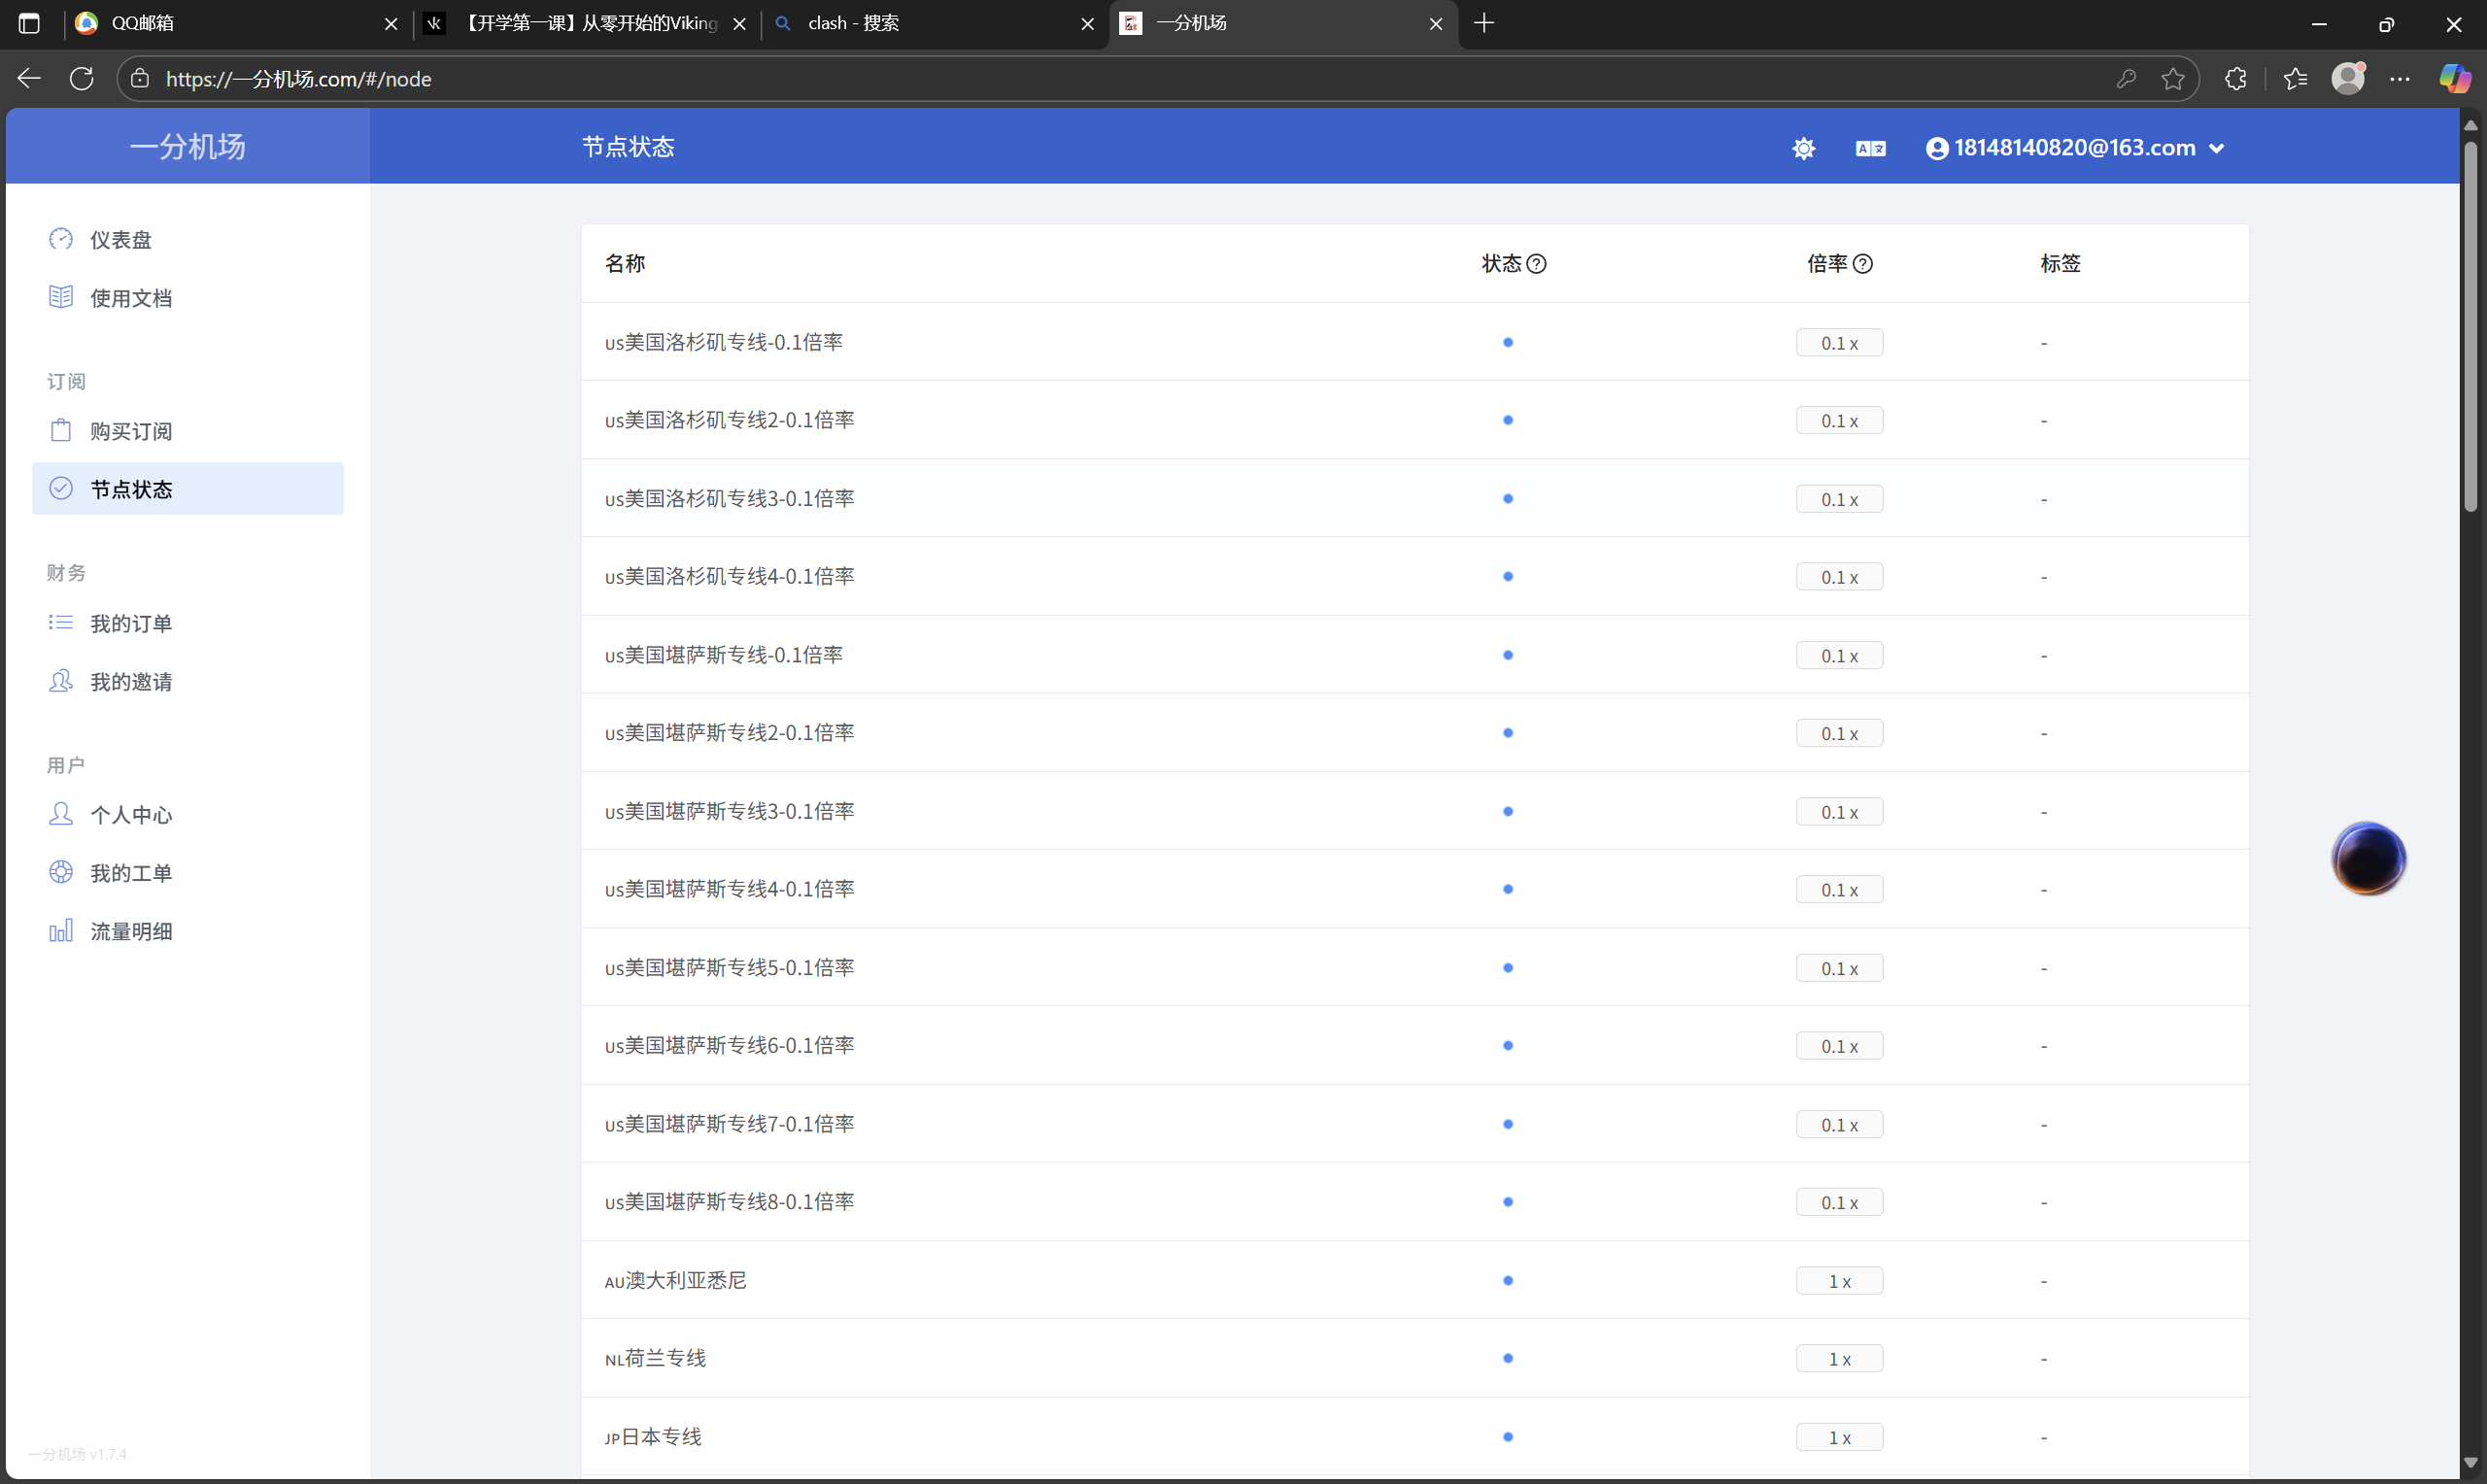 QQ邮箱
【开学第一课】从零开始的Viking
clash - 搜索
一分机场
https://一分机场.com/#/node
一分机场
节点状态
18148140820@163.com
仪表盘
使用文档
订阅
购买订阅
节点状态
财务
我的订单
我的邀请
用户
个人中心
我的工单
流量明细
一分机场 v1.7.4
名称 状态 倍率 标签
US美国洛杉矶专线-0.1倍率 0.1 x -
US美国洛杉矶专线2-0.1倍率 0.1 x -
US美国洛杉矶专线3-0.1倍率 0.1 x -
US美国洛杉矶专线4-0.1倍率 0.1 x -
US美国堪萨斯专线-0.1倍率 0.1 x -
US美国堪萨斯专线2-0.1倍率 0.1 x -
US美国堪萨斯专线3-0.1倍率 0.1 x -
US美国堪萨斯专线4-0.1倍率 0.1 x -
US美国堪萨斯专线5-0.1倍率 0.1 x -
US美国堪萨斯专线6-0.1倍率 0.1 x -
US美国堪萨斯专线7-0.1倍率 0.1 x -
US美国堪萨斯专线8-0.1倍率 0.1 x -
AU澳大利亚悉尼 1 x -
NL荷兰专线 1 x -
JP日本专线 1 x -